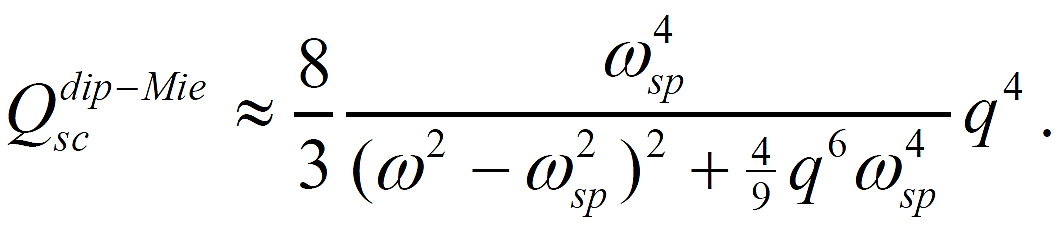 Q_{sc}^{dip-Mie} ≈ \frac{8}{3} \frac{ω_{sp}^{4}}{(ω^{2} - ω_{sp}^{2})^{2} + \frac{4}{9} q^{6} ω_{sp}^{4}} q^{4} .